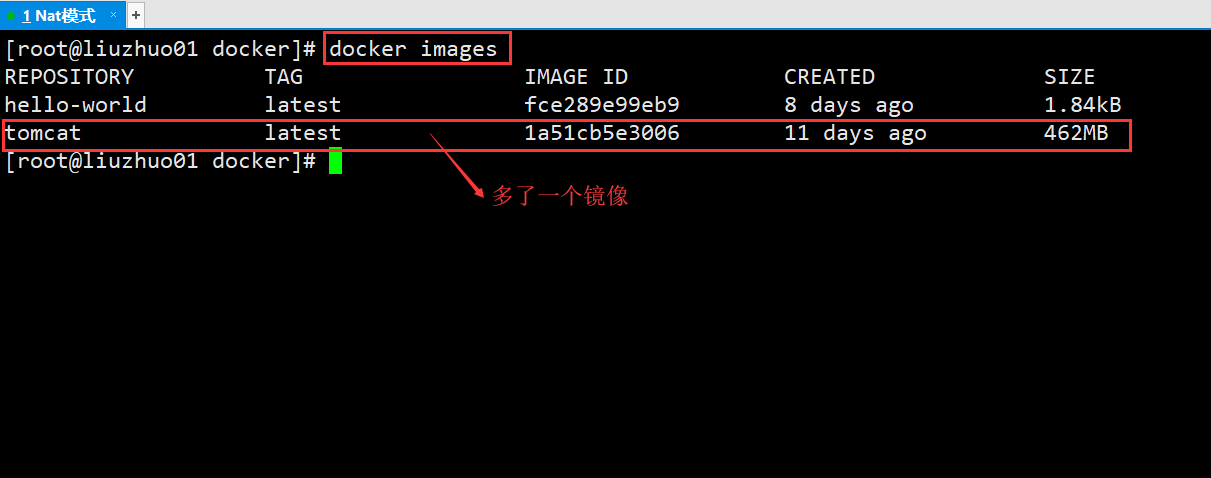 1 Nat模式 × +
[root@liuzhuo01 docker]# docker images
REPOSITORY TAG IMAGE ID CREATED SIZE
hello-world latest fce289e99eb9 8 days ago 1.84kB
tomcat latest 1a51cb5e3006 11 days ago 462MB
[root@liuzhuo01 docker]#
多了一个镜像